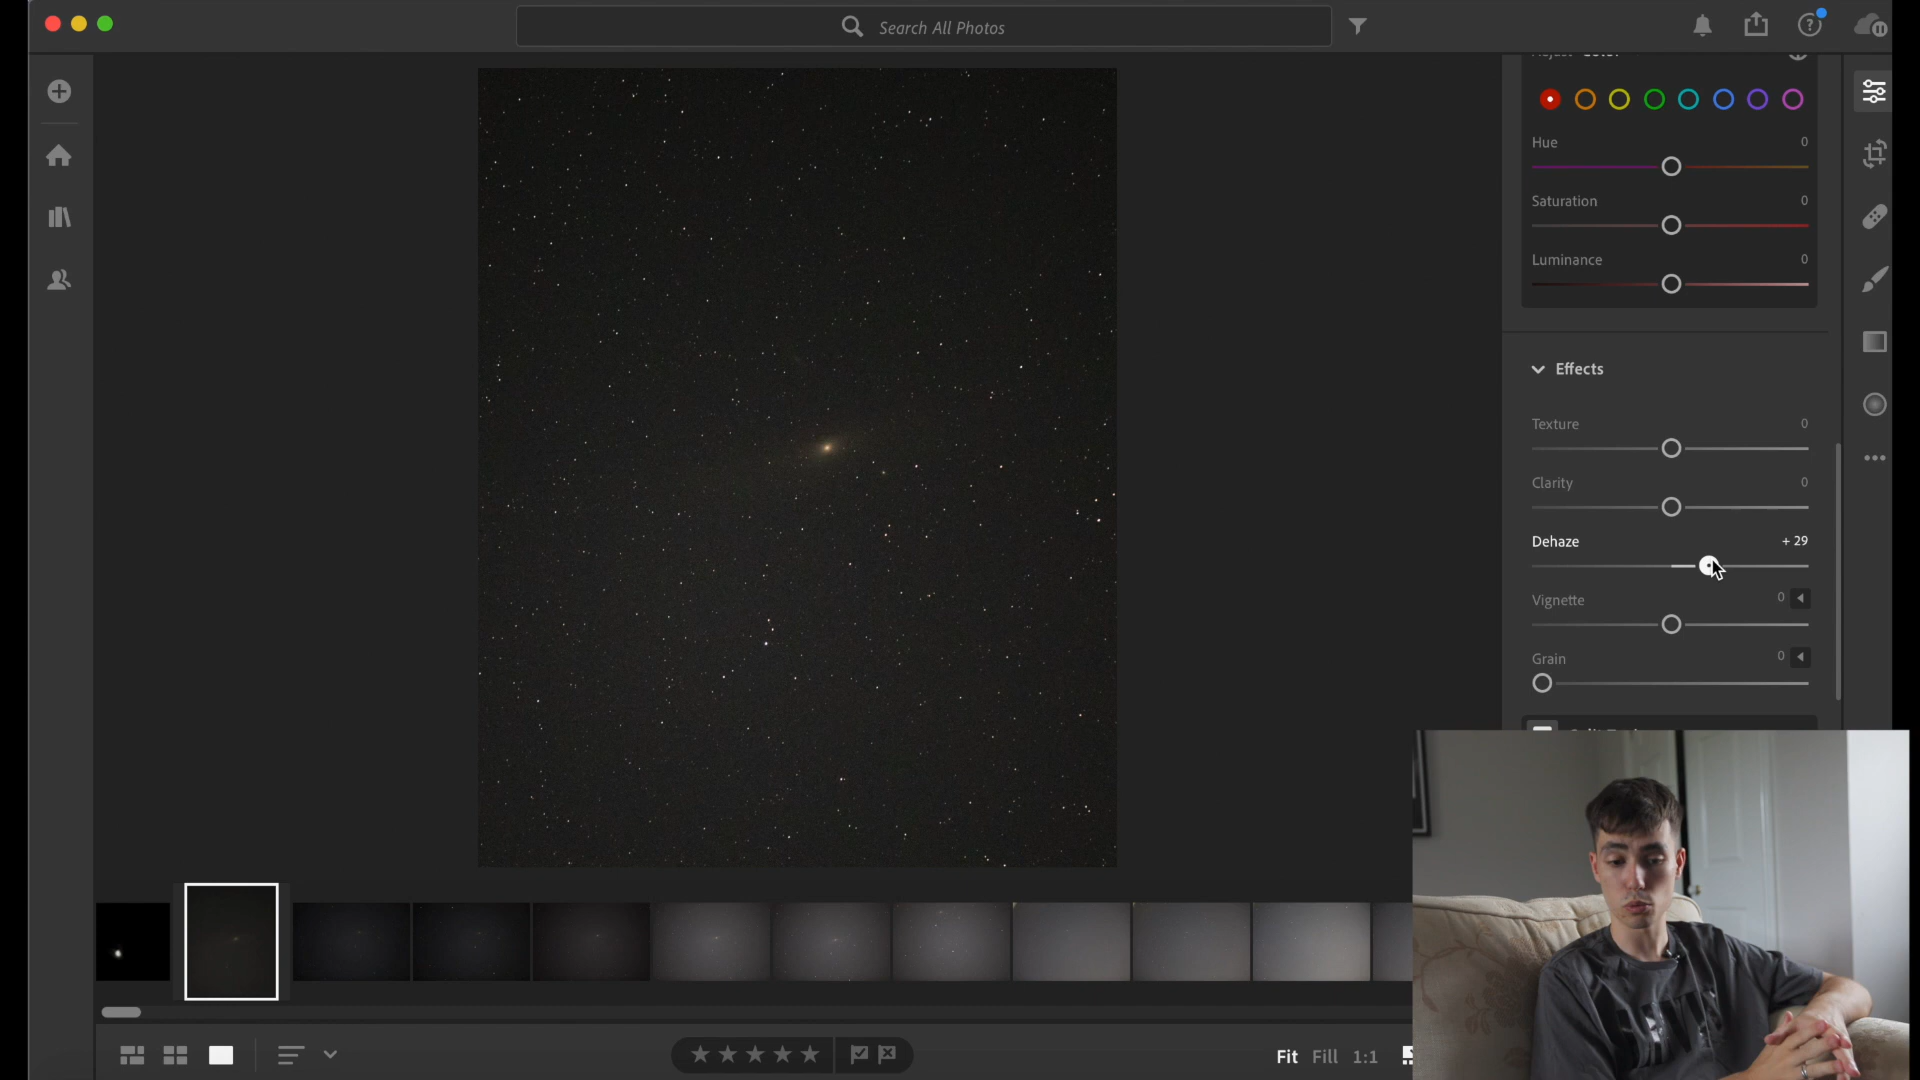 Search All Photos
Hue 0
Saturation 0
Luminance 0
Effects
Texture 0
Clarity 0
Dehaze + 29
Vignette 0
Grain 0
Fit Fill 1:1